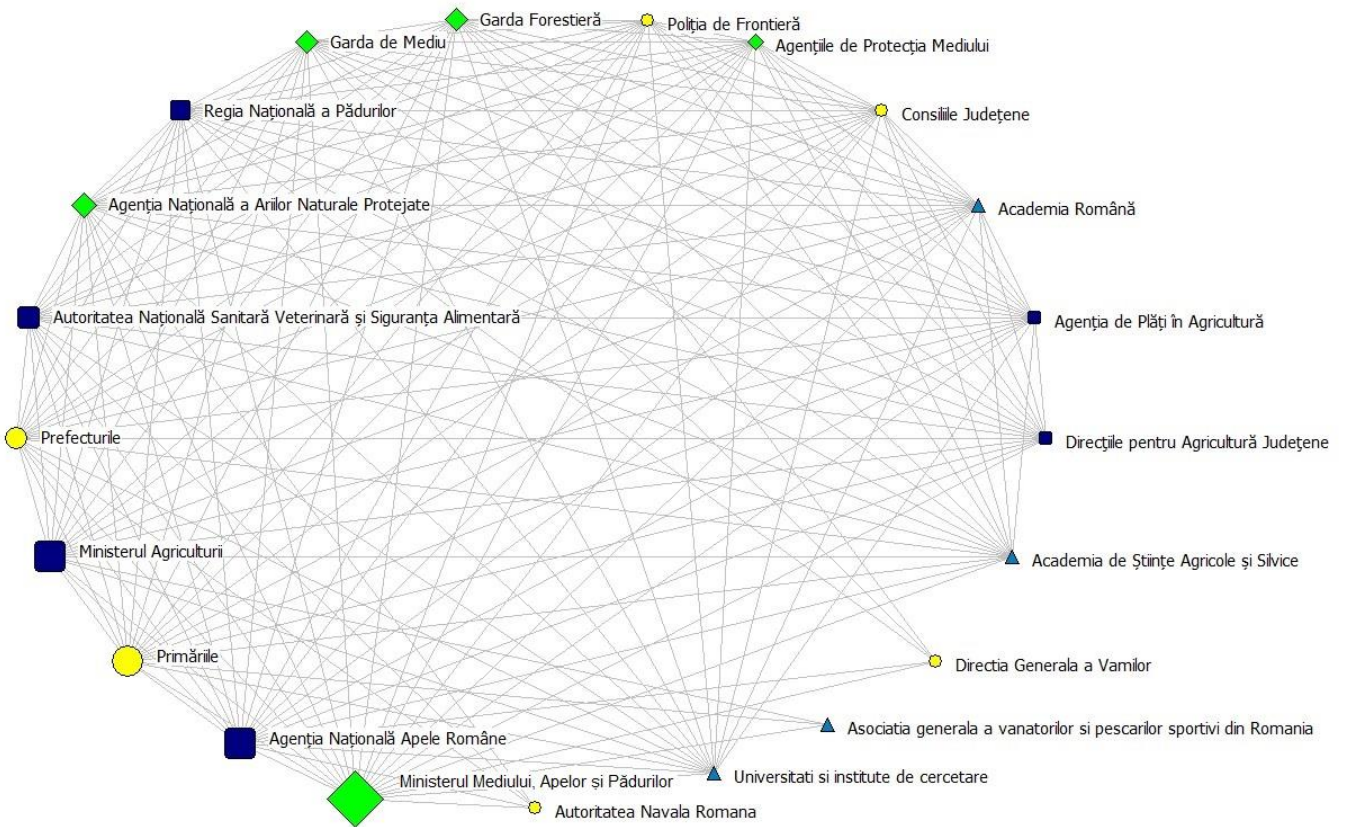 Garda Forestieră
Poliția de Frontieră
Garda de Mediu
Agențiile de Protecția Mediului
Regia Națională a Pădurilor
Consiliile Județene
Agenția Națională a Ariilor Naturale Protejate
Academia Română
Autoritatea Națională Sanitară Veterinară și Siguranța Alimentară
Agenția de Plăți în Agricultură
Prefecturile
Direcțiile pentru Agricultură Județene
Ministerul Agriculturii
Academia de Științe Agricole și Silvice
Primăriile
Directia Generala a Vamilor
Agenția Națională Apele Române
Asociatia generala a vanatorilor si pescarilor sportivi din Romania
Ministerul Mediului, Apelor și Pădurilor
Universitati si institute de cercetare
Autoritatea Navala Romana